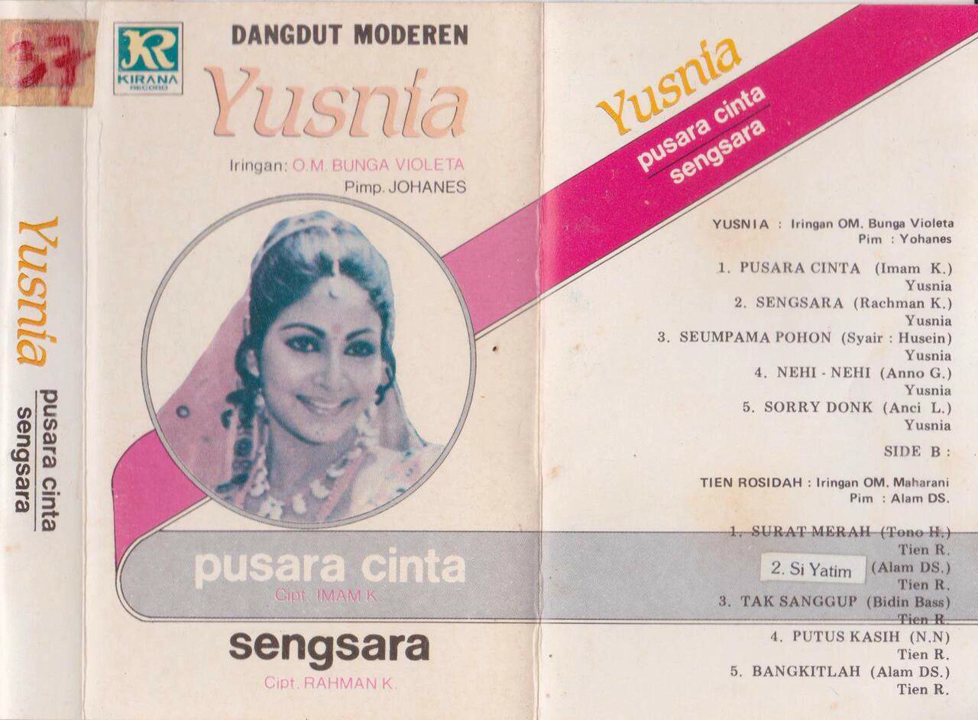 37
Yusnia
pusara cinta
sengsara
KR
KIRANA
RECORD
DANGDUT MODEREN
Yusnia
Iringan: O.M. BUNGA VIOLETA
Pimp. JOHANES
pusara cinta
Cipt. IMAM K.
sengsara
Cipt. RAHMAN K.
Yusnia
pusara cinta
sengsara
YUSNIA : Iringan OM. Bunga Violeta
Pim : Yohanes
1. PUSARA CINTA (Imam K.)
Yusnia
2. SENGSARA (Rachman K.)
Yusnia
3. SEUMPAMA POHON (Syair : Husein)
Yusnia
4. NEHI - NEHI (Anno G.)
Yusnia
5. SORRY DONK (Anci L.)
Yusnia
SIDE B :
TIEN ROSIDAH : Iringan OM. Maharani
Pim : Alam DS.
1. SURAT MERAH (Tono H.)
Tien R.
2. Si Yatim (Alam DS.)
Tien R.
3. TAK SANGGUP (Bidin Bass)
Tien R.
4. PUTUS KASIH (N.N)
Tien R.
5. BANGKITLAH (Alam DS.)
Tien R.